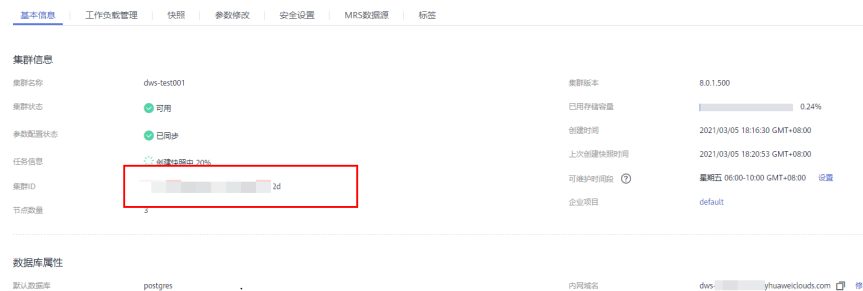 基本信息 工作负载管理 快照 参数修改 安全设置 MRS数据源 标签
集群信息
集群名称 dws-test001 集群版本 8.0.1.500
集群状态 可用 已用存储容量 0.24%
参数配置状态 已同步 创建时间 2021/03/05 18:16:30 GMT+08:00
任务信息 创建快照中 20% 上次创建快照时间 2021/03/05 18:20:53 GMT+08:00
集群ID 2d 可维护时间段 ? 星期五 06:00-10:00 GMT+08:00 设置
节点数量 3 企业项目 default
数据库属性
默认数据库 postgres 内网域名 dws- yhuaweiclouds.com 修